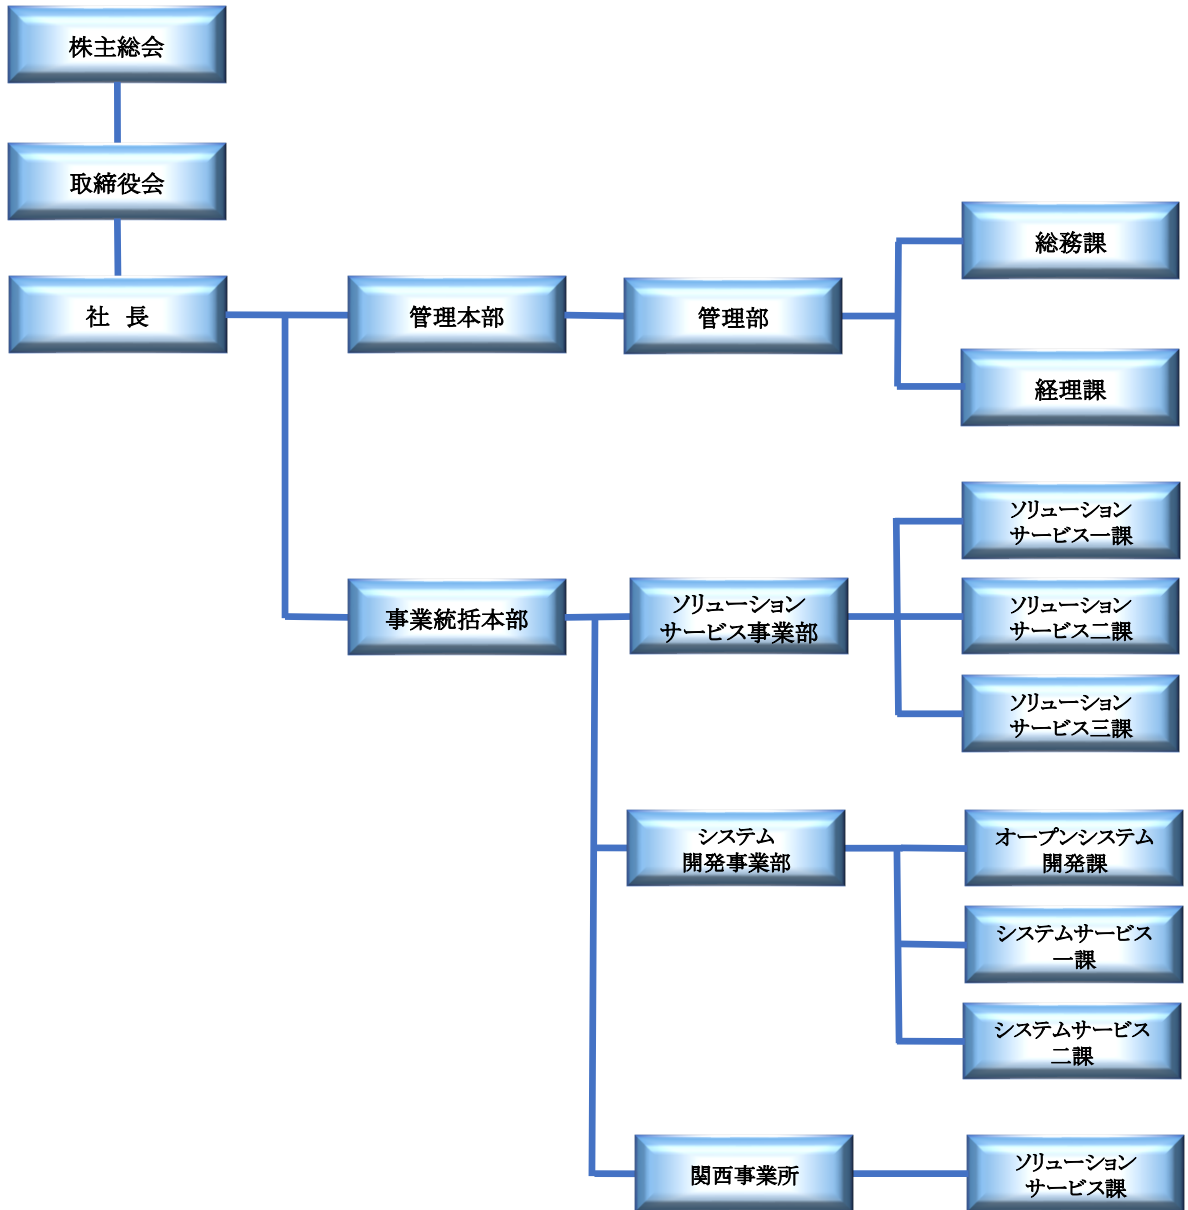 株主総会
取締役会
社　長
管理本部
管理部
総務課
経理課
事業統括本部
ソリューション
サービス事業部
ソリューション
サービス一課
ソリューション
サービス二課
ソリューション
サービス三課
システム
開発事業部
オープンシステム
開発課
システムサービス
一課
システムサービス
二課
関西事業所
ソリューション
サービス課